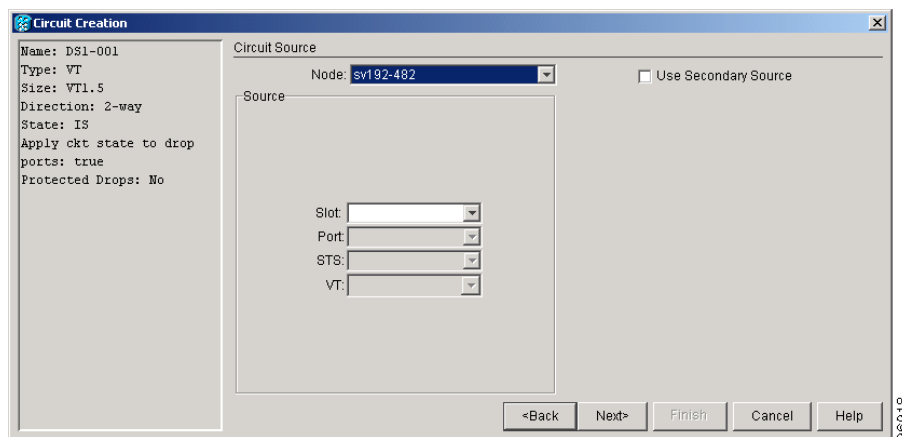 Circuit Creation
Name: DS1-001
Type: VT
Size: VT1.5
Direction: 2-way
State: IS
Apply ckt state to drop
ports: true
Protected Drops: No
Circuit Source
Node: sv192-482
Use Secondary Source
Source
Slot:
Port:
STS:
VT:
<Back
Next>
Finish
Cancel
Help